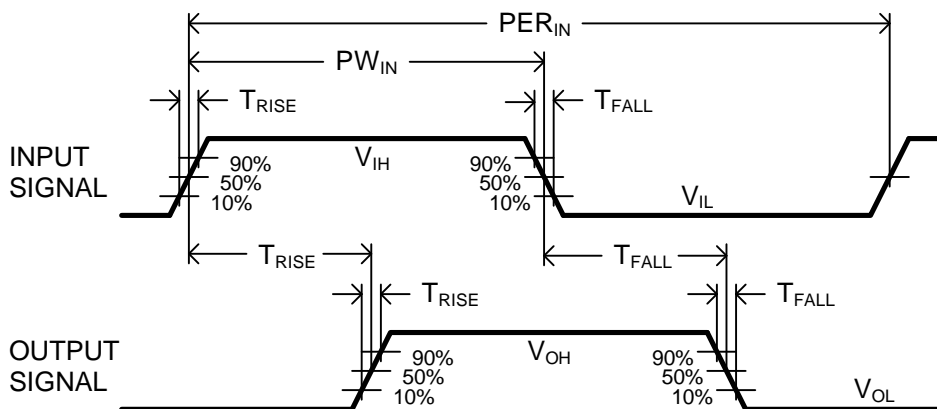 PER_IN
PW_IN
T_RISE
T_FALL
INPUT
SIGNAL
V_IH
90%
50%
10%
90%
50%
10%
V_IL
T_RISE
T_FALL
T_RISE
T_FALL
OUTPUT
SIGNAL
V_OH
90%
50%
10%
90%
50%
10%
V_OL